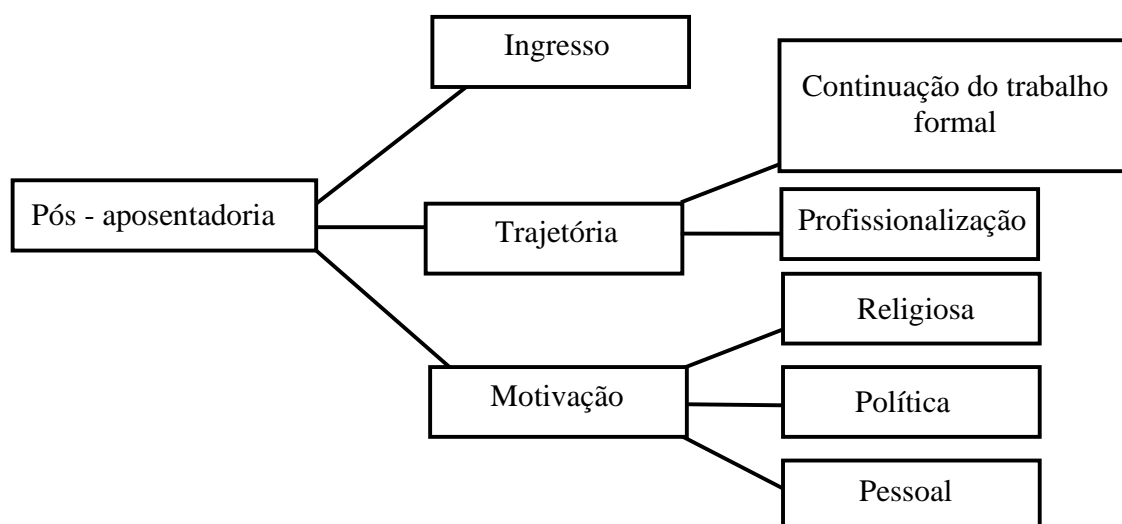 Ingresso
Continuação do trabalho
formal
Pós - aposentadoria
Trajetória
Profissionalização
Religiosa
Motivação
Política
Pessoal